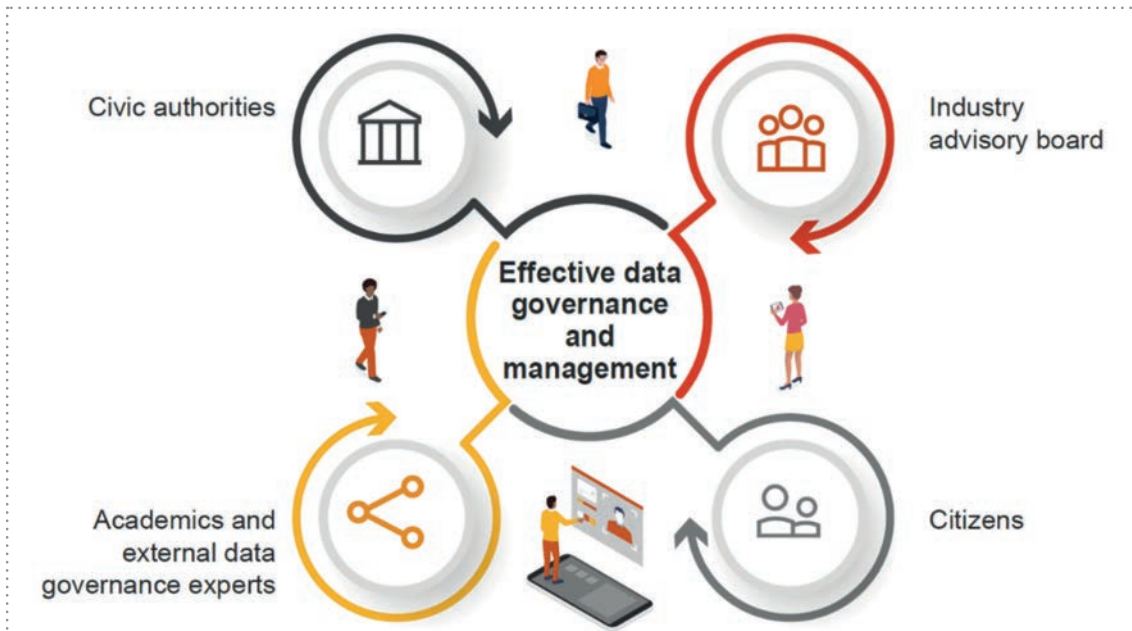 Civic authorities
Industry
advisory board
Effective data
governance
and
management
Academics and
external data
governance experts
Citizens